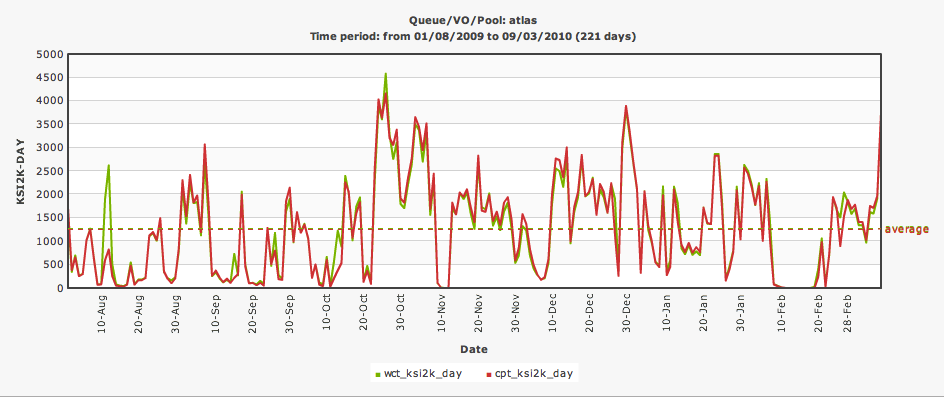 Queue/VO/Pool: atlas
Time period: from 01/08/2009 to 09/03/2010 (221 days)
5000
4500
4000
3500
3000
2500
2000
1500
1000
500
0
KSI2K-DAY
average
10-Aug
20-Aug
30-Aug
10-Sep
20-Sep
30-Sep
10-Oct
20-Oct
30-Oct
10-Nov
20-Nov
30-Nov
10-Dec
20-Dec
30-Dec
10-Jan
20-Jan
30-Jan
10-Feb
20-Feb
28-Feb
Date
wct_ksi2k_day cpt_ksi2k_day